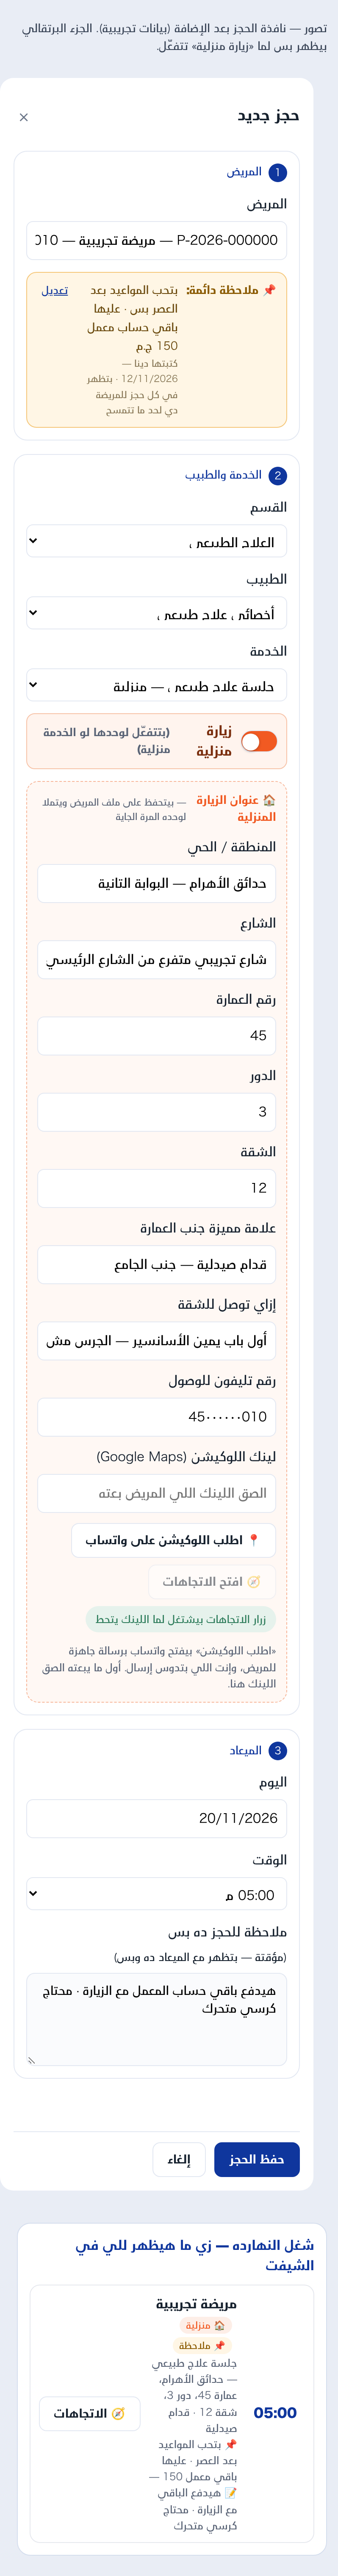 تصور — نافذة الحجز بعد الإضافة (بيانات تجريبية). الجزء البرتقالي
بيظهر بس لما «زيارة منزلية» تتفعّل.
حجز جديد
×
1 المريض
المريض
P-2026-000000 — مريضة تجريبية — 010
📌 ملاحظة دائمة: بتحب المواعيد بعد تعديل
العصر بس · عليها
باقي حساب معمل
150 ج.م
كتبتها دينا —
12/11/2026 · بتظهر
في كل حجز للمريضة
دي لحد ما تتمسح
2 الخدمة والطبيب
القسم
العلاج الطبيعي
الطبيب
أخصائي علاج طبيعي
الخدمة
جلسة علاج طبيعي — منزلية
زيارة (بتتفعّل لوحدها لو الخدمة
منزلية منزلية)
🏠 عنوان الزيارة — بيتحفظ على ملف المريض ويتملا
المنزلية لوحده المرة الجاية
المنطقة / الحي
حدائق الأهرام — البوابة التانية
الشارع
شارع تجريبي متفرع من الشارع الرئيسي
رقم العمارة
45
الدور
3
الشقة
12
علامة مميزة جنب العمارة
قدام صيدلية — جنب الجامع
إزاي توصل للشقة
أول باب يمين الأسانسير — الجرس مش
رقم تليفون للوصول
010٠٠٠٠٠٠45
لينك اللوكيشن (Google Maps)
الصق اللينك اللي المريض بعته
📍 اطلب اللوكيشن على واتساب
🧭 افتح الاتجاهات
زرار الاتجاهات بيشتغل لما اللينك يتحط
«اطلب اللوكيشن» بيفتح واتساب برسالة جاهزة
للمريض، وإنت اللي بتدوس إرسال. أول ما يبعته الصق
اللينك هنا.
3 الميعاد
اليوم
20/11/2026
الوقت
05:00 م
ملاحظة للحجز ده بس
(مؤقتة — بتظهر مع الميعاد ده وبس)
هيدفع باقي حساب المعمل مع الزيارة · محتاج
كرسي متحرك
حفظ الحجز
إلغاء
شغل النهارده — زي ما هيظهر للي في
الشيفت
05:00
مريضة تجريبية
🏠 منزلية
📌 ملاحظة
جلسة علاج طبيعي
— حدائق الأهرام،
عمارة 45، دور 3،
شقة 12 · قدام
صيدلية
📌 بتحب المواعيد
بعد العصر · عليها
باقي معمل 150 —
📝 هيدفع الباقي
مع الزيارة · محتاج
كرسي متحرك
🧭 الاتجاهات